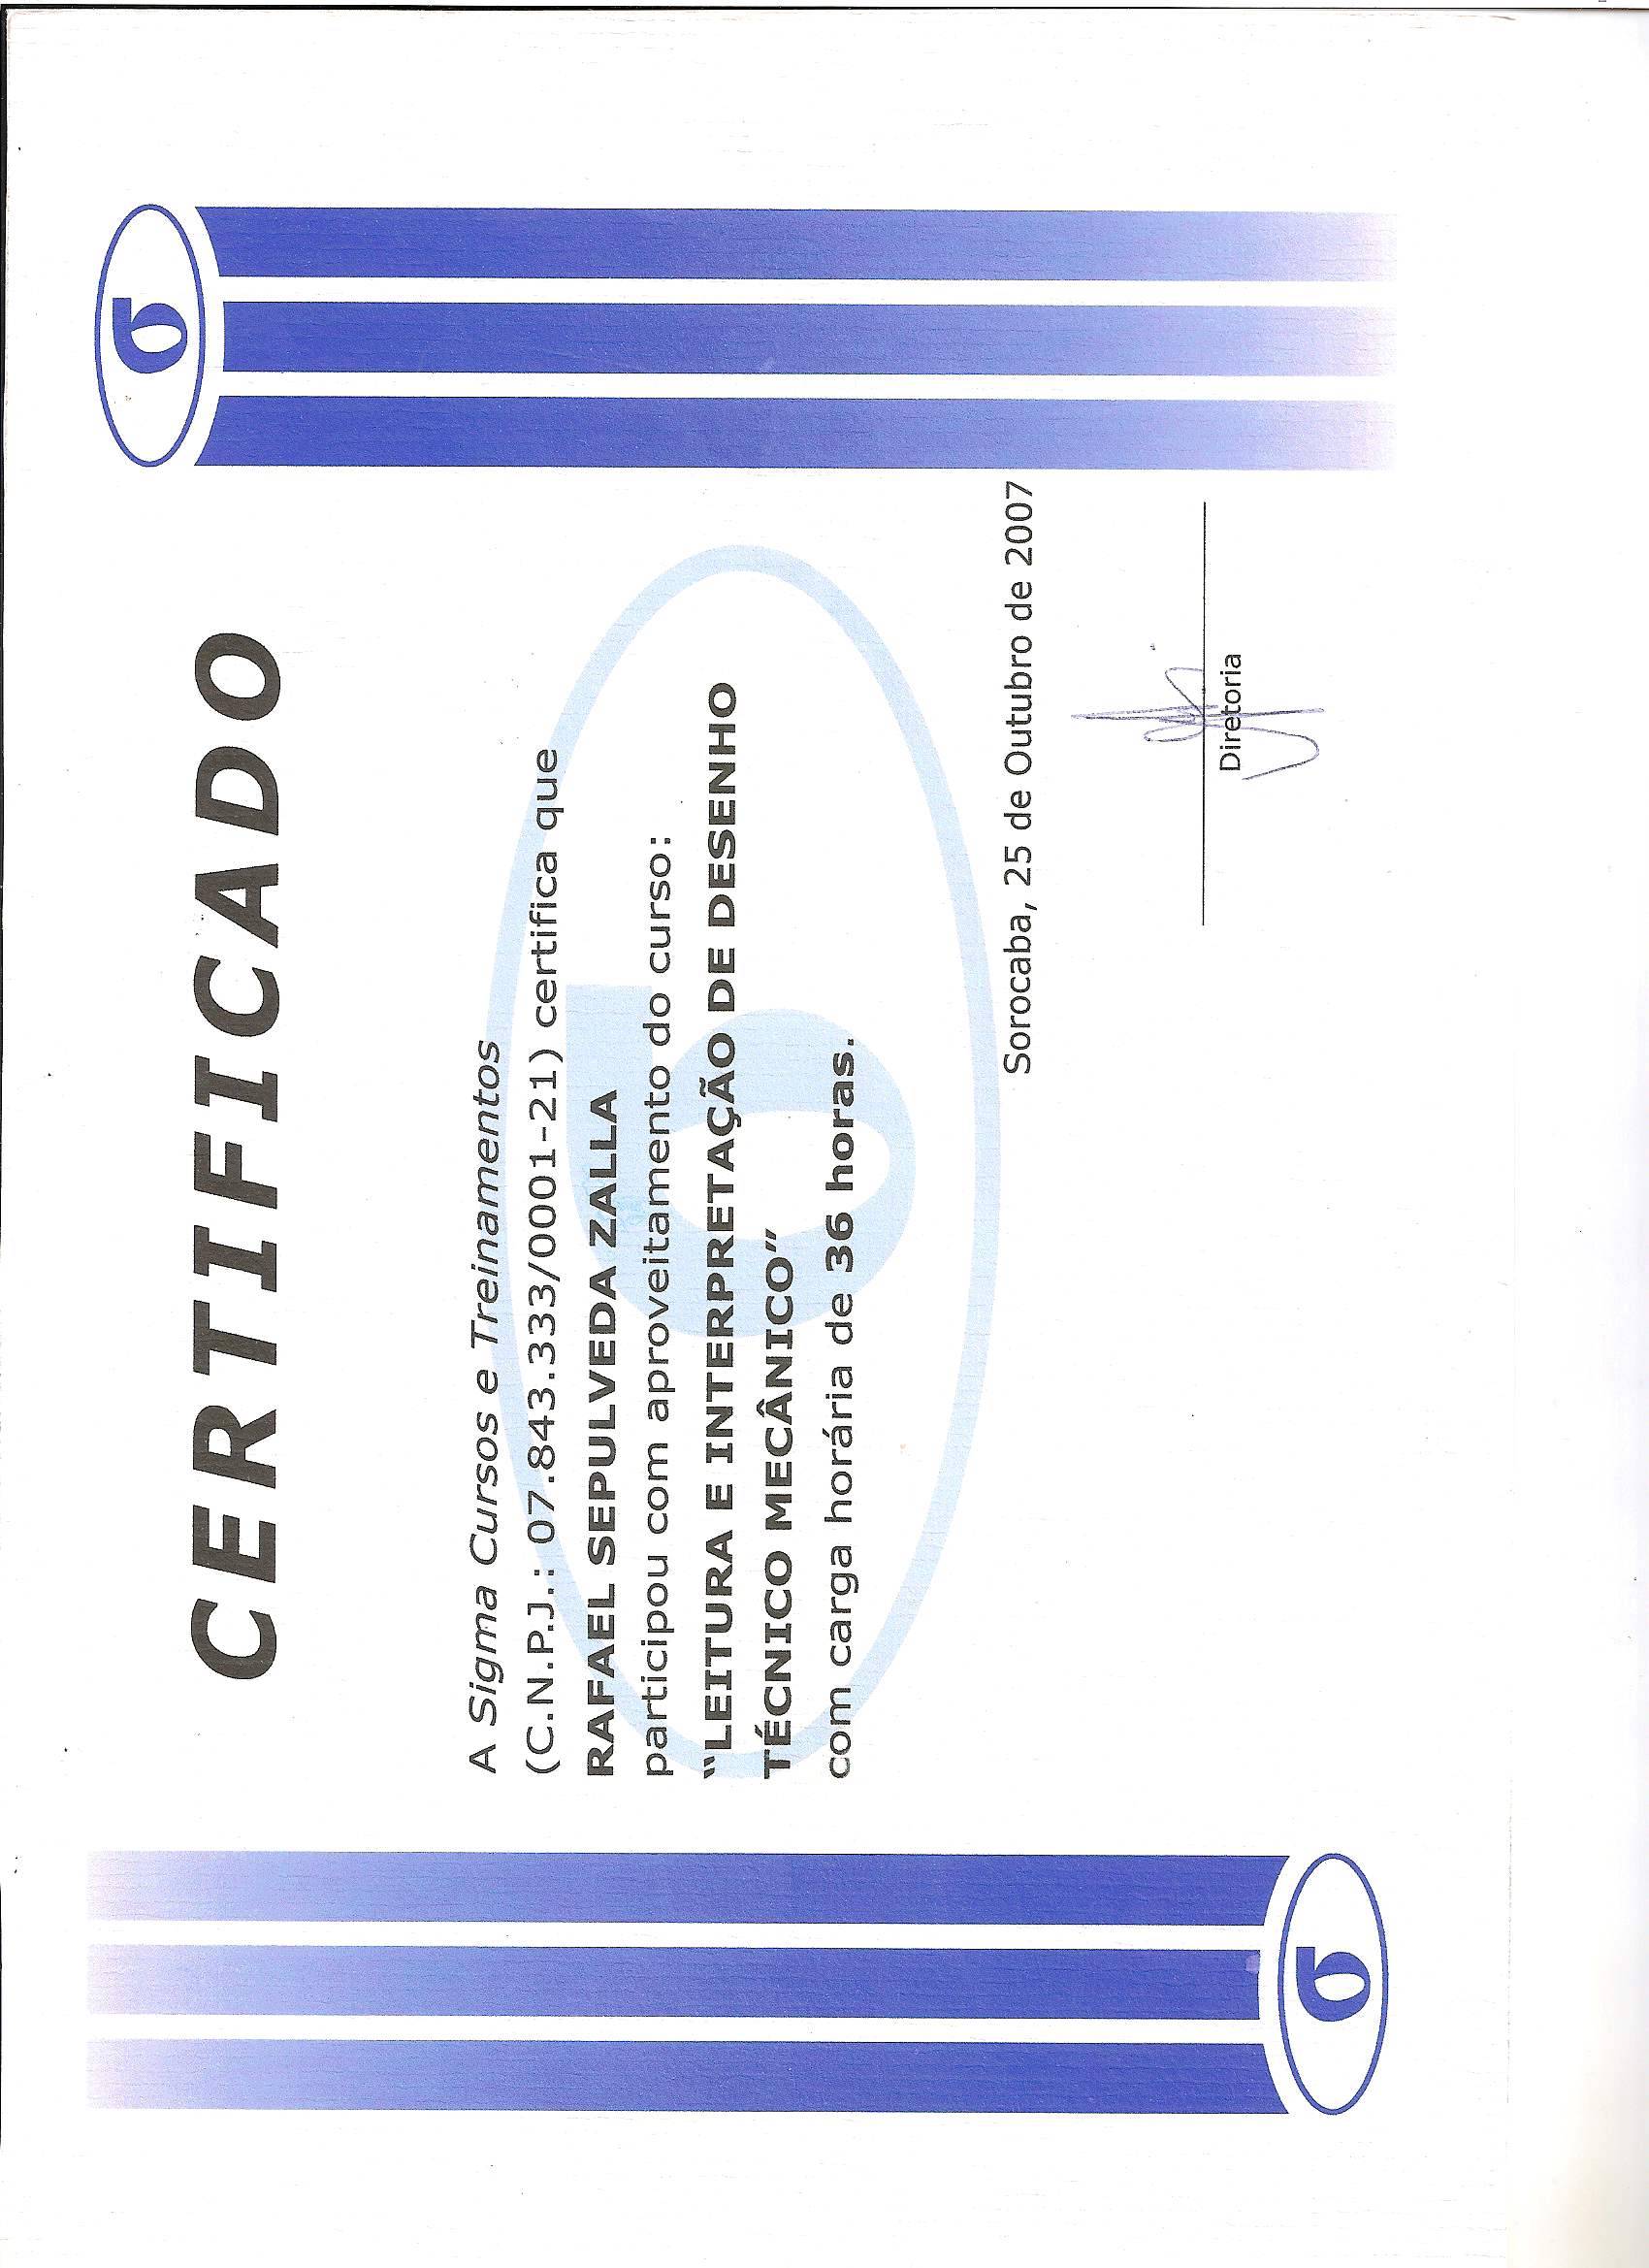 σ
CERTIFICADO
A Sigma Cursos e Treinamentos
(C.N.P.J.: 07.843.333/0001-21) certifica que
RAFAEL SEPULVEDA ZALLA
participou com aproveitamento do curso:
“LEITURA E INTERPRETAÇÃO DE DESENHO
TÉCNICO MECÂNICO”
com carga horária de 36 horas.
σ
Sorocaba, 25 de Outubro de 2007
Diretoria
σ